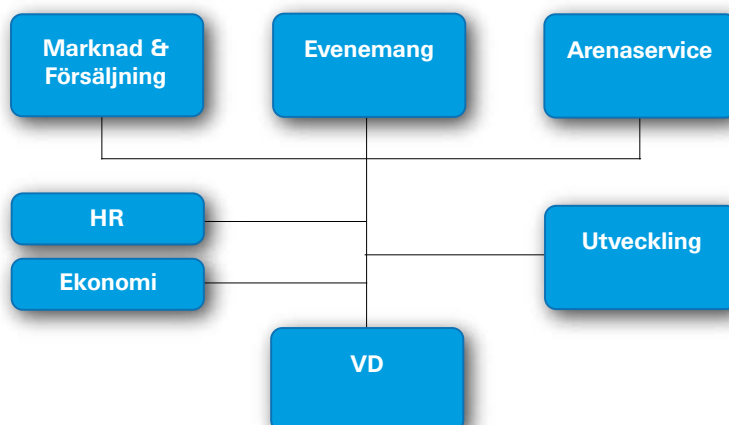 Marknad &
Försäljning
Evenemang
Arenaservice
HR
Utveckling
Ekonomi
VD